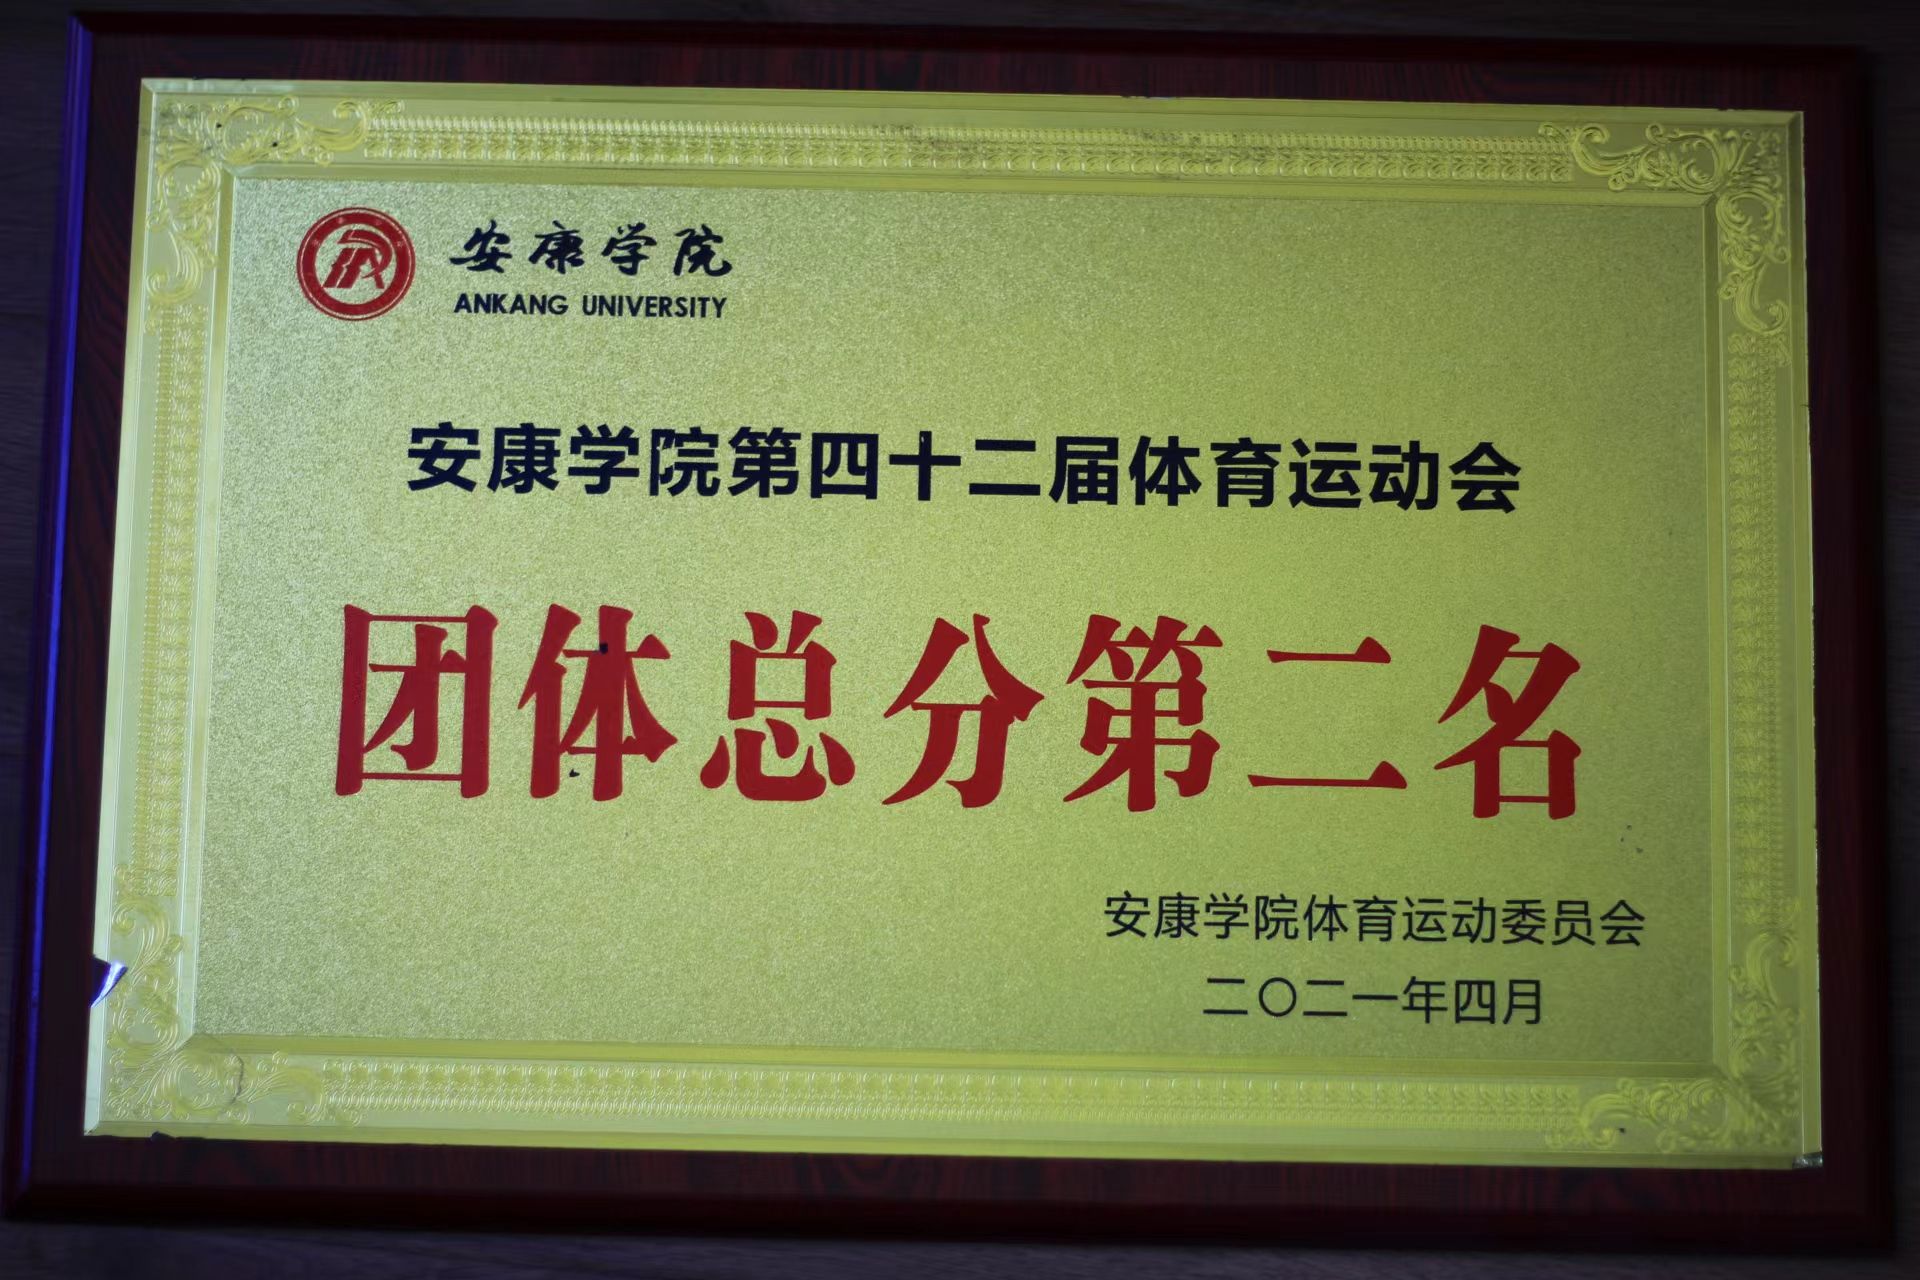 安康学院
ANKANG UNIVERSITY
安康学院第四十二届体育运动会
团体总分第二名
安康学院体育运动委员会
二〇二一年四月